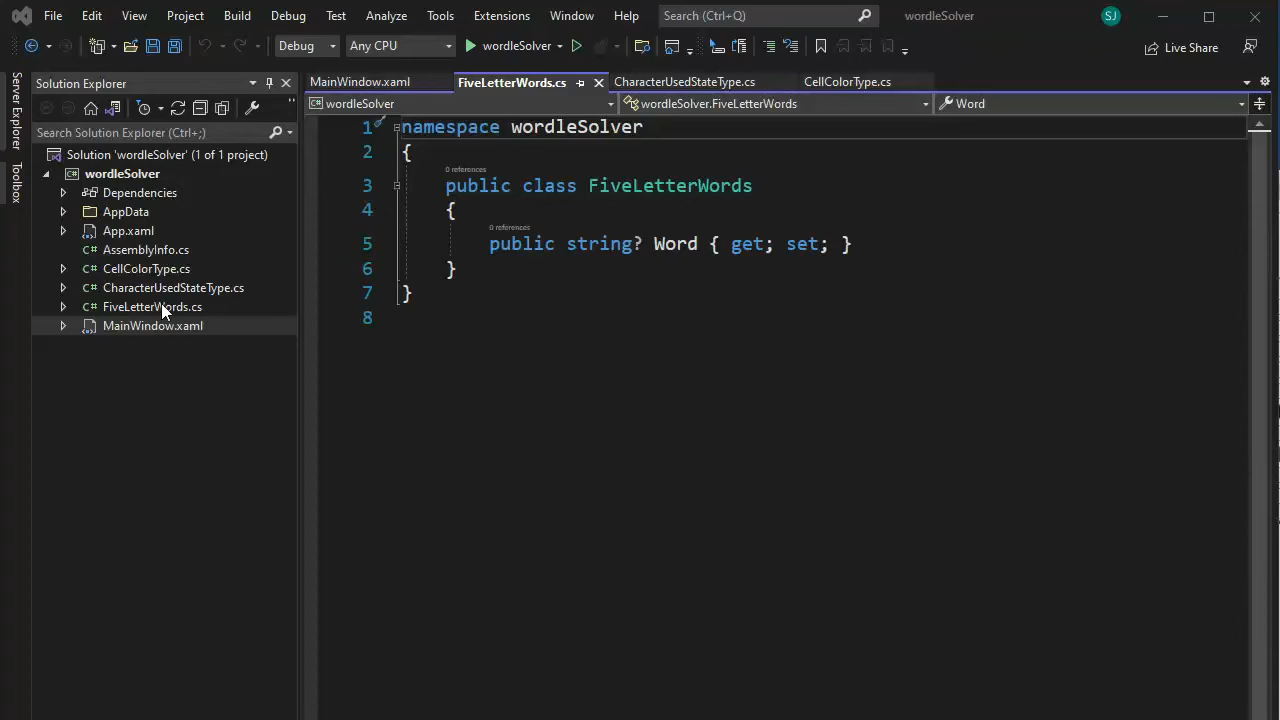 File Edit View Project Build Debug Test Analyze Tools Extensions Window Help Search (Ctrl+Q) wordleSolver SJ
Debug Any CPU wordleSolver Live Share
Server Explorer
Toolbox
Solution Explorer
Search Solution Explorer (Ctrl+;)
Solution 'wordleSolver' (1 of 1 project)
wordleSolver
Dependencies
AppData
App.xaml
C# AssemblyInfo.cs
C# CellColorType.cs
C# CharacterUsedStateType.cs
C# FiveLetterWords.cs
MainWindow.xaml
MainWindow.xaml FiveLetterWords.cs CharacterUsedStateType.cs CellColorType.cs
C# wordleSolver wordleSolver.FiveLetterWords Word
1 namespace wordleSolver
2 {
0 references
3 public class FiveLetterWords
4 {
0 references
5 public string? Word { get; set; }
6 }
7 }
8